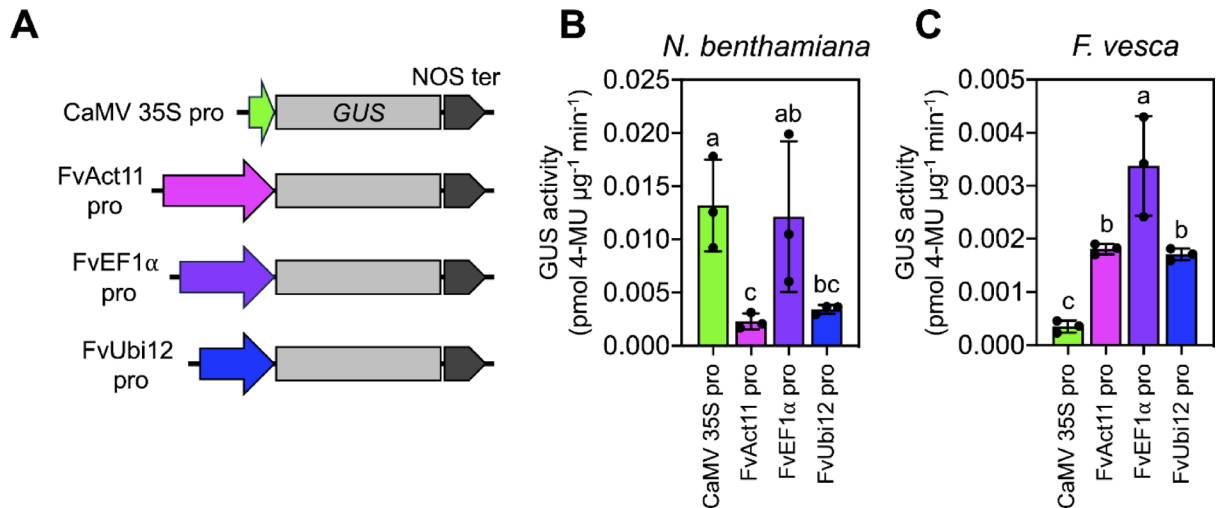 A
NOS ter
CaMV 35S pro
GUS
FvAct11
pro
FvEF1α
pro
FvUbi12
pro
B
N. benthamiana
GUS activity
(pmol 4-MU µg⁻¹ min⁻¹)
0.025
0.020
0.015
0.010
0.005
0.000
a
c
ab
bc
CaMV 35S pro
FvAct11 pro
FvEF1α pro
FvUbi12 pro
C
F. vesca
GUS activity
(pmol 4-MU µg⁻¹ min⁻¹)
0.005
0.004
0.003
0.002
0.001
0.000
c
b
a
b
CaMV 35S pro
FvAct11 pro
FvEF1α pro
FvUbi12 pro